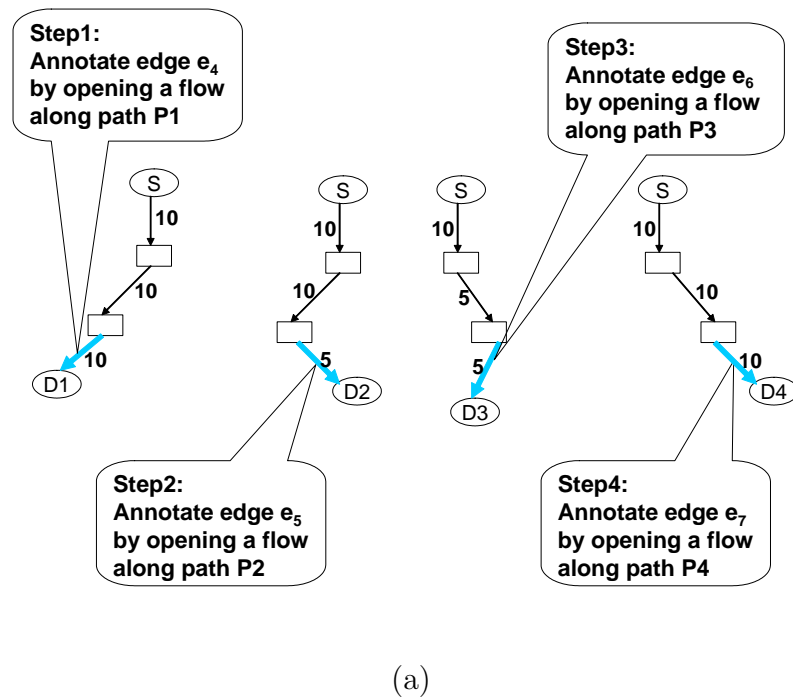 Step1:
Annotate edge e4
by opening a flow
along path P1
Step3:
Annotate edge e6
by opening a flow
along path P3
S
10
10
10
D1
S
10
10
5
D2
S
10
5
5
D3
S
10
10
10
D4
Step2:
Annotate edge e5
by opening a flow
along path P2
Step4:
Annotate edge e7
by opening a flow
along path P4
(a)